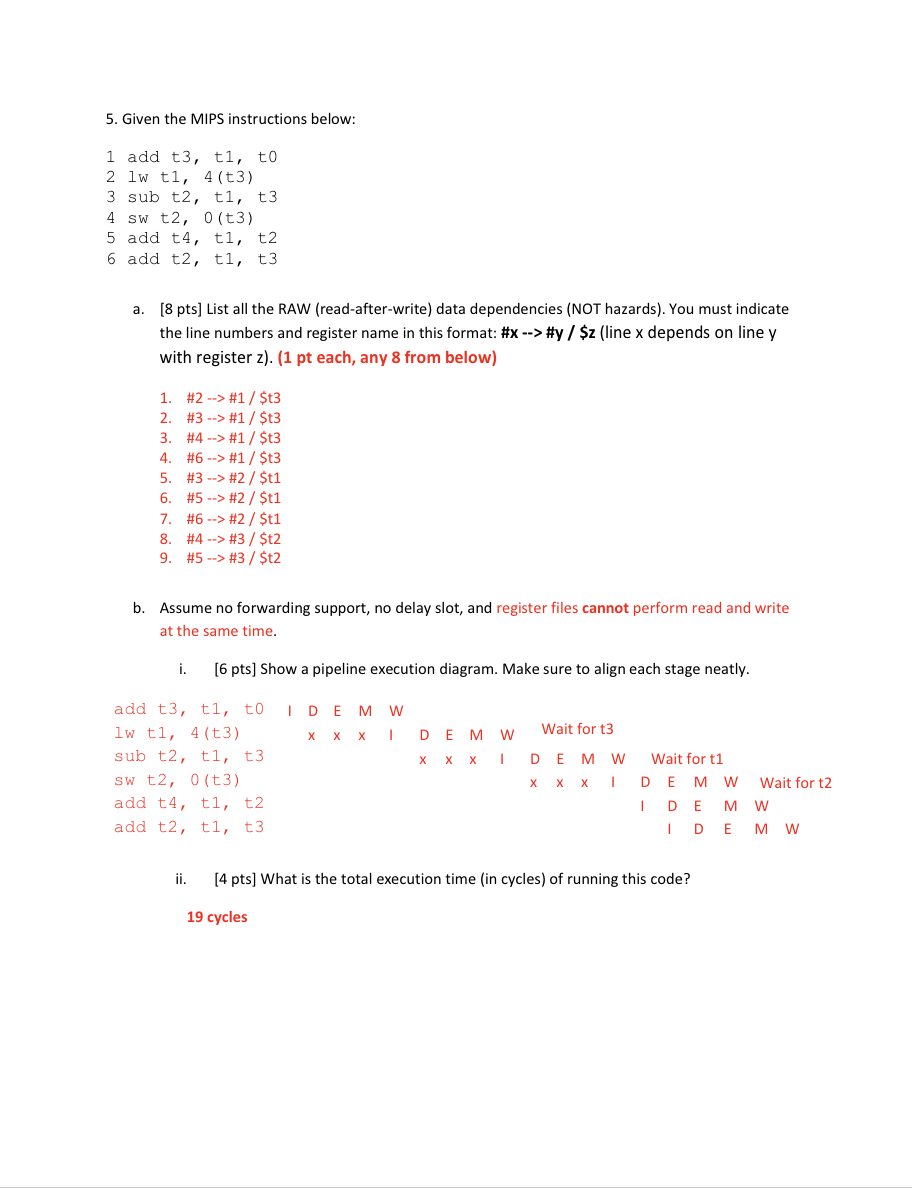 5. Given the MIPS instructions below:
1 add t3, t1, t0
2 lw t1, 4(t3)
3 sub t2, t1, t3
4 sw t2, 0(t3)
5 add t4, t1, t2
6 add t2, t1, t3
a. [8 pts] List all the RAW (read-after-write) data dependencies (NOT hazards). You must indicate
the line numbers and register name in this format: #x --> #y / $z (line x depends on line y
with register z). (1 pt each, any 8 from below)
1. #2 --> #1 / $t3
2. #3 --> #1 / $t3
3. #4 --> #1 / $t3
4. #6 --> #1 / $t3
5. #3 --> #2 / $t1
6. #5 --> #2 / $t1
7. #6 --> #2 / $t1
8. #4 --> #3 / $t2
9. #5 --> #3 / $t2
b. Assume no forwarding support, no delay slot, and register files cannot perform read and write
at the same time.
i. [6 pts] Show a pipeline execution diagram. Make sure to align each stage neatly.
add t3, t1, t0 I D E M W
lw t1, 4(t3) x x x I D E M W Wait for t3
sub t2, t1, t3 x x x I D E M W Wait for t1
sw t2, 0(t3) x x x I D E M W Wait for t2
add t4, t1, t2 I D E M W
add t2, t1, t3 I D E M W
ii. [4 pts] What is the total execution time (in cycles) of running this code?
19 cycles